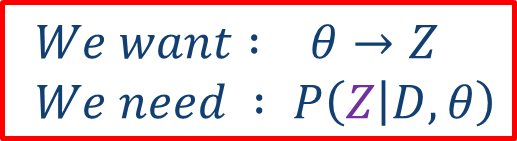 We want : θ → Z
We need : P(Z|D, θ)